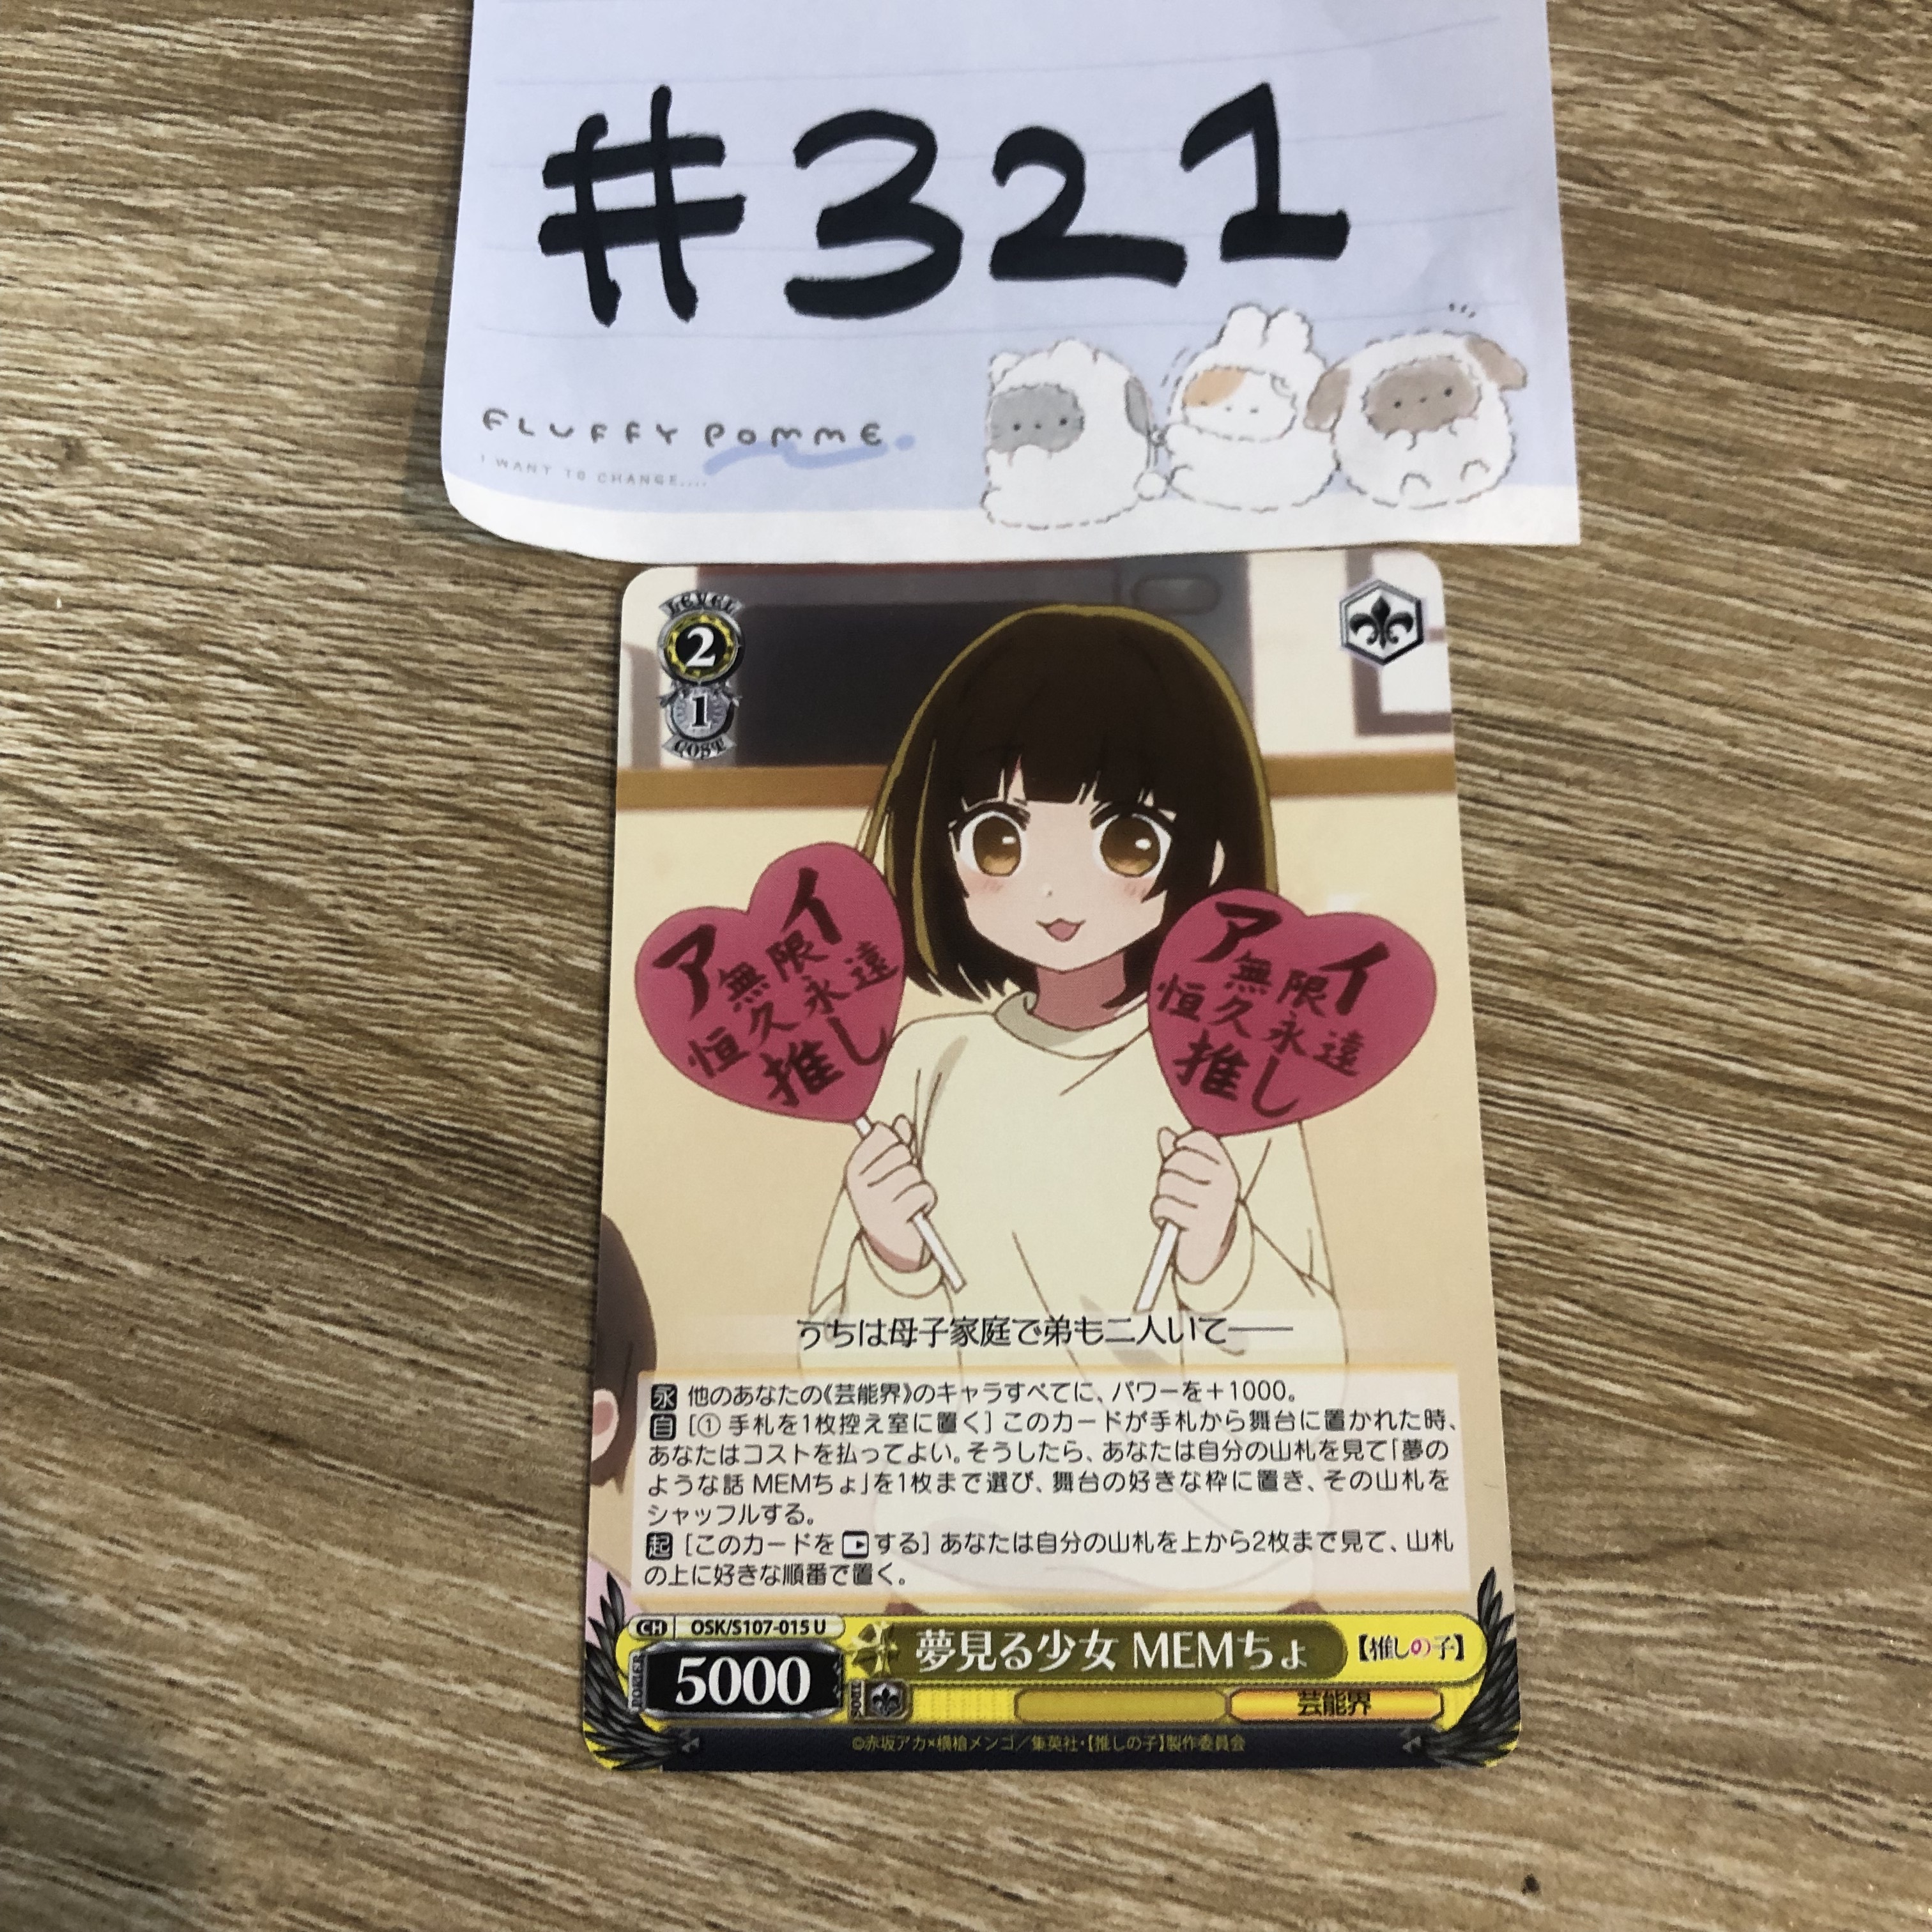 #321
FLUFFY POMME
I WANT TO CHANGE....
LEVEL
2
1
COST
アイ
無限
恒久永遠
推し
アイ
無限
恒久永遠
推し
うちは母子家庭で弟も二人いて――
永 他のあなたの《芸能界》のキャラすべてに、パワーを+1000。
自 [① 手札を1枚控え室に置く] このカードが手札から舞台に置かれた時、
あなたはコストを払ってよい。そうしたら、あなたは自分の山札を見て「夢の
ような話 MEMちょ」を1枚まで選び、舞台の好きな枠に置き、その山札を
シャッフルする。
起 [このカードを する] あなたは自分の山札を上から2枚まで見て、山札
の上に好きな順番で置く。
CH OSK/S107-015 U
POWER 5000 SOUL
夢見る少女 MEMちょ
【推しの子】
芸能界
©赤坂アカ×横槍メンゴ/集英社・【推しの子】製作委員会